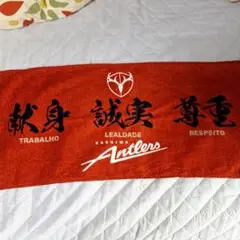 献身 誠実 尊重
TRABALHO LEALDADE RESPEITO
KASHIMA
Antlers